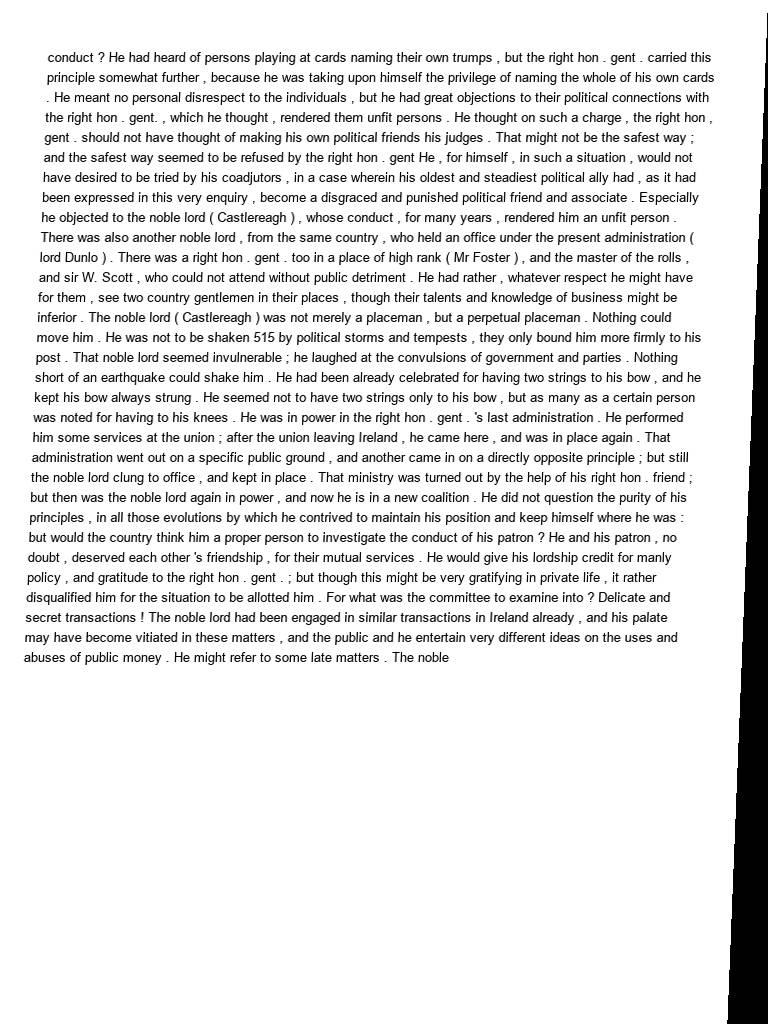 conduct ? He had heard of persons playing at cards naming their own trumps , but the right hon . gent . carried this
principle somewhat further , because he was taking upon himself the privilege of naming the whole of his own cards
. He meant no personal disrespect to the individuals , but he had great objections to their political connections with
the right hon . gent. , which he thought , rendered them unfit persons . He thought on such a charge , the right hon ,
gent . should not have thought of making his own political friends his judges . That might not be the safest way ;
and the safest way seemed to be refused by the right hon . gent He , for himself , in such a situation , would not
have desired to be tried by his coadjutors , in a case wherein his oldest and steadiest political ally had , as it had
been expressed in this very enquiry , become a disgraced and punished political friend and associate . Especially
he objected to the noble lord ( Castlereagh ) , whose conduct , for many years , rendered him an unfit person .
There was also another noble lord , from the same country , who held an office under the present administration (
lord Dunlo ) . There was a right hon . gent . too in a place of high rank ( Mr Foster ) , and the master of the rolls ,
and sir W. Scott , who could not attend without public detriment . He had rather , whatever respect he might have
for them , see two country gentlemen in their places , though their talents and knowledge of business might be
inferior . The noble lord ( Castlereagh ) was not merely a placeman , but a perpetual placeman . Nothing could
move him . He was not to be shaken 515 by political storms and tempests , they only bound him more firmly to his
post . That noble lord seemed invulnerable ; he laughed at the convulsions of government and parties . Nothing
short of an earthquake could shake him . He had been already celebrated for having two strings to his bow , and he
kept his bow always strung . He seemed not to have two strings only to his bow , but as many as a certain person
was noted for having to his knees . He was in power in the right hon . gent . 's last administration . He performed
him some services at the union ; after the union leaving Ireland , he came here , and was in place again . That
administration went out on a specific public ground , and another came in on a directly opposite principle ; but still
the noble lord clung to office , and kept in place . That ministry was turned out by the help of his right hon . friend ;
but then was the noble lord again in power , and now he is in a new coalition . He did not question the purity of his
principles , in all those evolutions by which he contrived to maintain his position and keep himself where he was :
but would the country think him a proper person to investigate the conduct of his patron ? He and his patron , no
doubt , deserved each other 's friendship , for their mutual services . He would give his lordship credit for manly
policy , and gratitude to the right hon . gent . ; but though this might be very gratifying in private life , it rather
disqualified him for the situation to be allotted him . For what was the committee to examine into ? Delicate and
secret transactions ! The noble lord had been engaged in similar transactions in Ireland already , and his palate
may have become vitiated in these matters , and the public and he entertain very different ideas on the uses and
abuses of public money . He might refer to some late matters . The noble